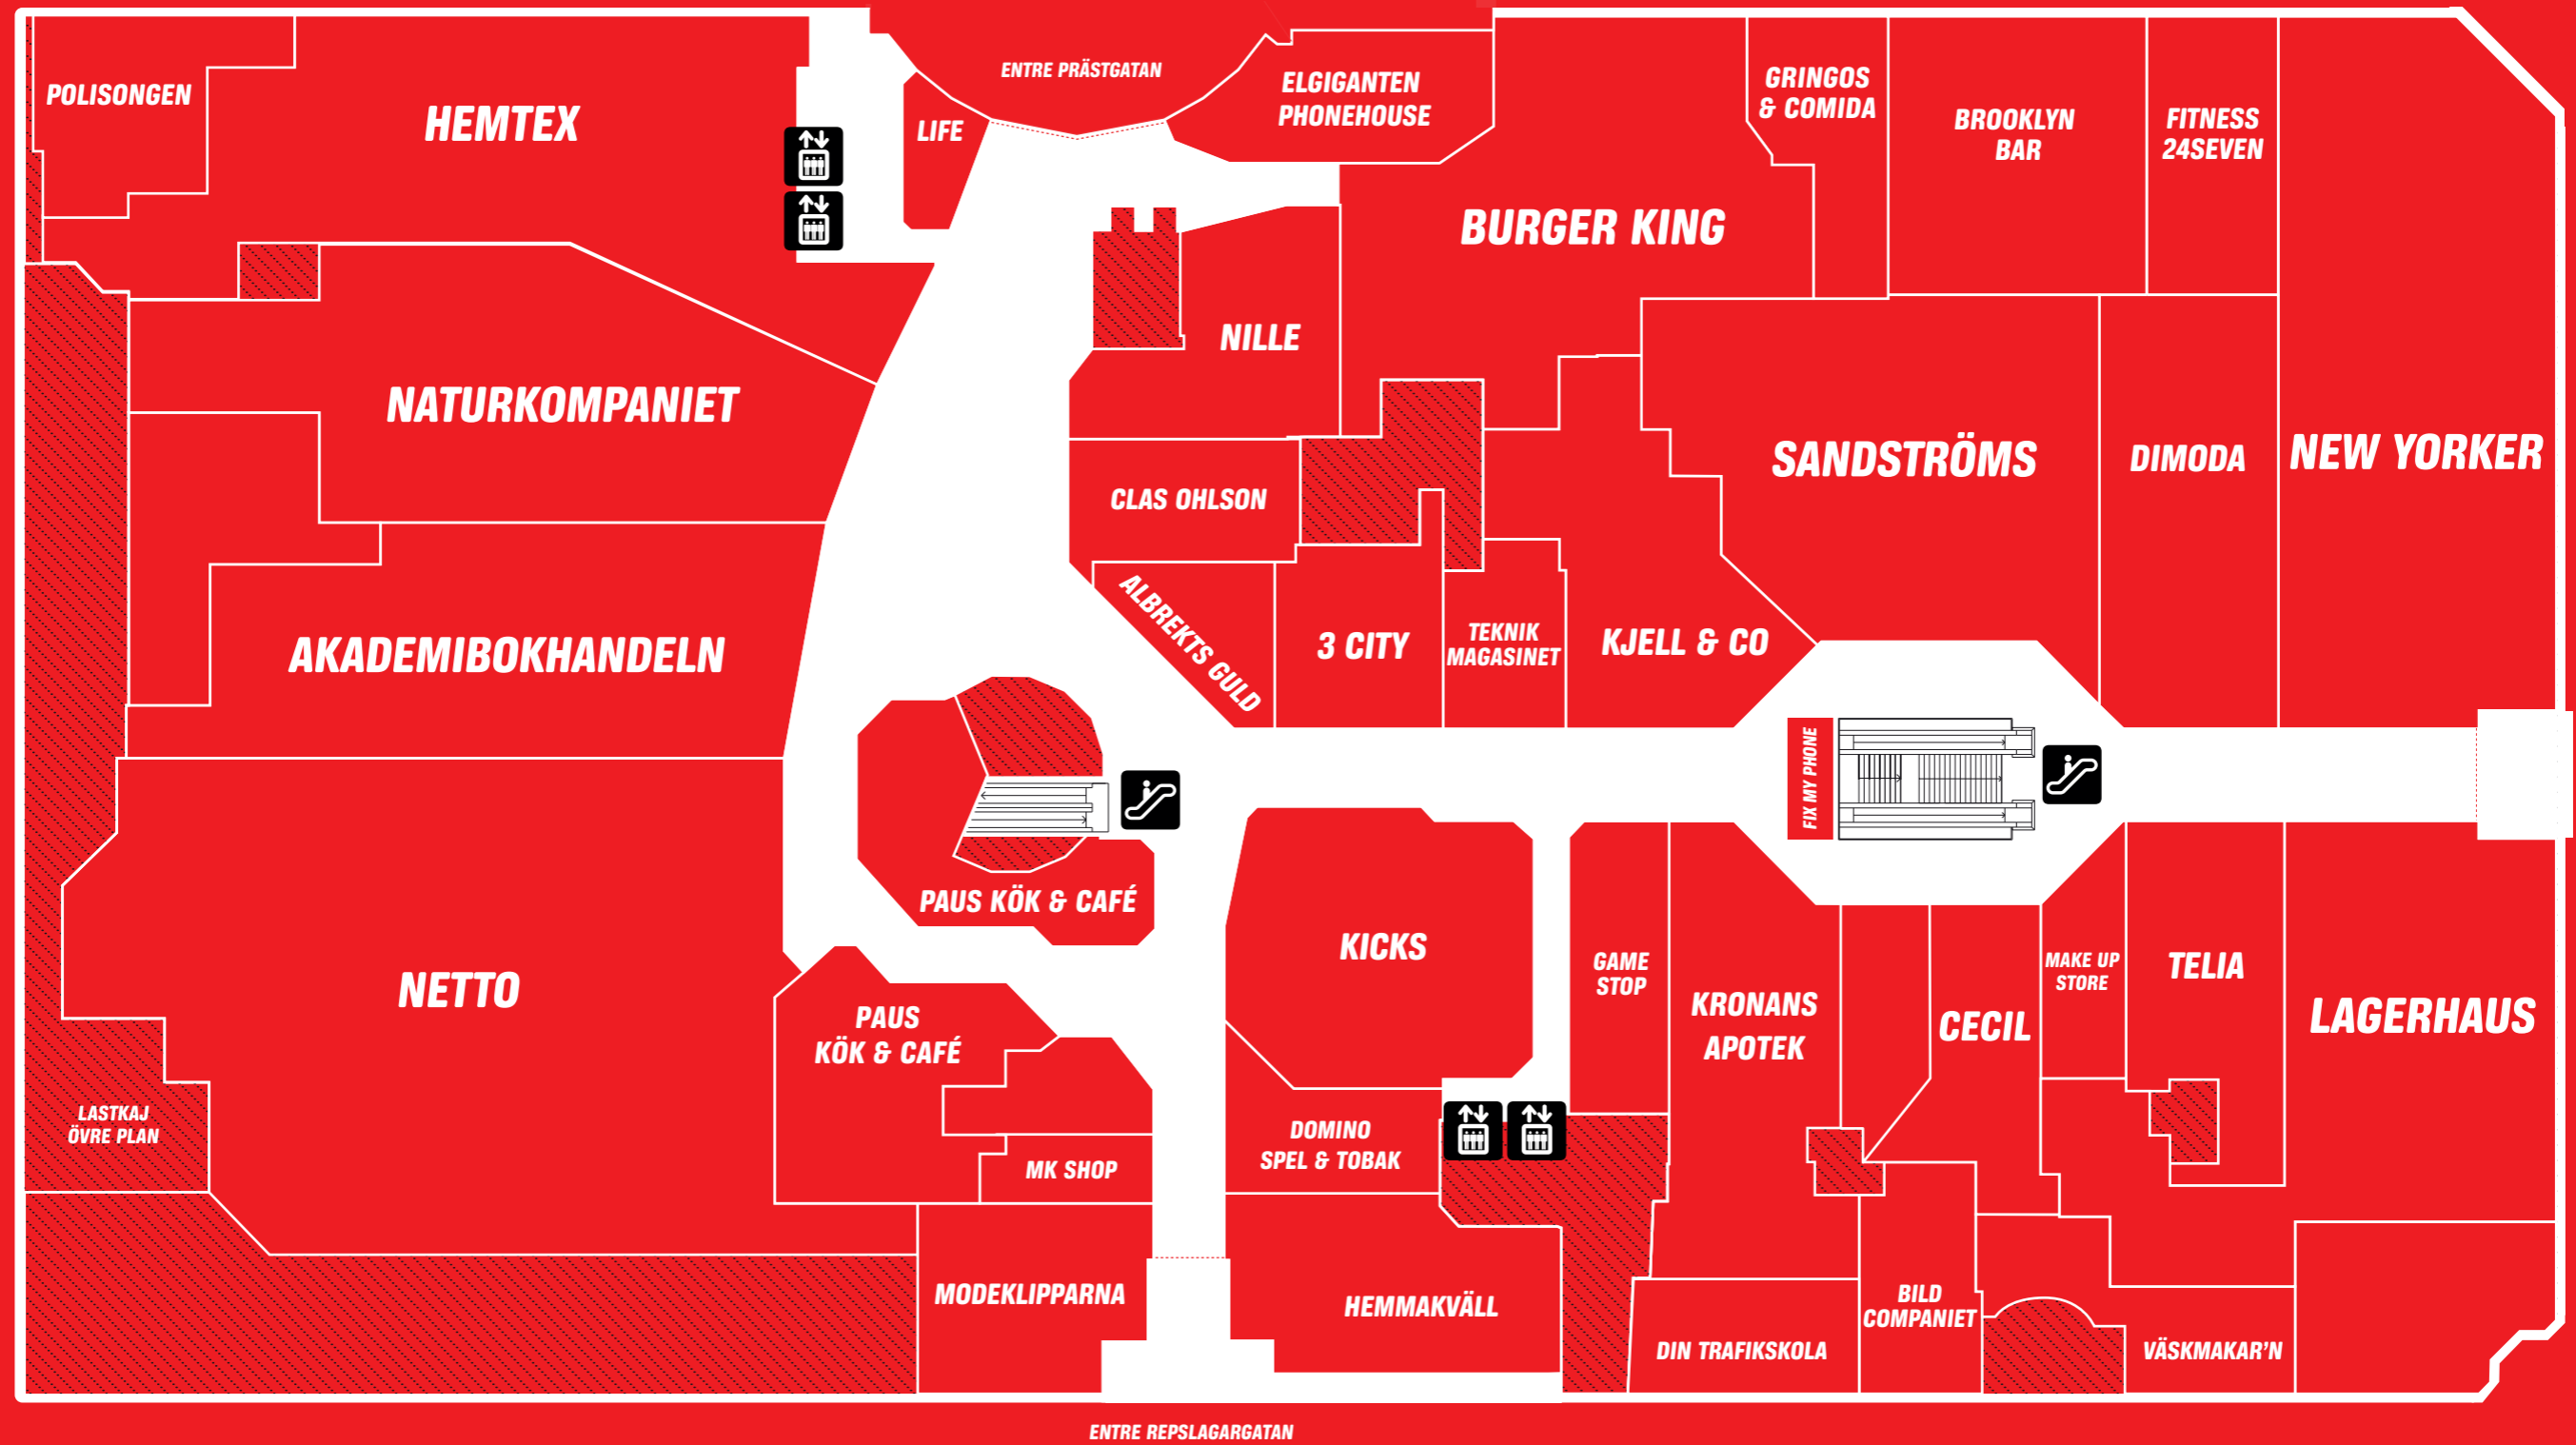 ENTRE PRÄSTGATAN
POLISONGEN
HEMTEX
LIFE
ELGIGANTEN
PHONEHOUSE
GRINGOS
& COMIDA
BROOKLYN
BAR
FITNESS
24SEVEN
BURGER KING
NILLE
NATURKOMPANIET
CLAS OHLSON
SANDSTRÖMS
DIMODA
NEW YORKER
AKADEMIBOKHANDELN
ALBREKTS GULD
3 CITY
TEKNIK
MAGASINET
KJELL & CO
FIX MY PHONE
PAUS KÖK & CAFÉ
KICKS
GAME
STOP
KRONANS
APOTEK
CECIL
MAKE UP
STORE
TELIA
LAGERHAUS
NETTO
PAUS
KÖK & CAFÉ
LASTKAJ
ÖVRE PLAN
MK SHOP
DOMINO
SPEL & TOBAK
MODEKLIPPARNA
HEMMAKVÄLL
DIN TRAFIKSKOLA
BILD
COMPANIET
VÄSKMAKAR'N
ENTRE REPSLAGARGATAN